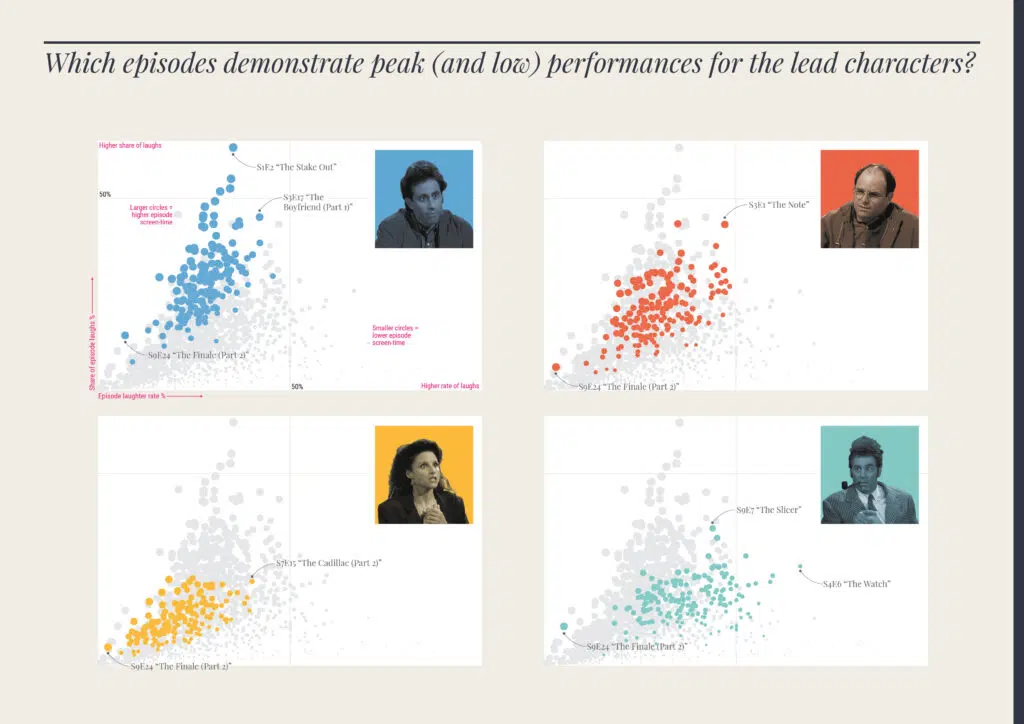 Which episodes demonstrate peak (and low) performances for the lead characters?
Higher share of laughs
S1E2 “The Stake Out”
50%
S3E17 “The
Boyfriend (Part 1)”
Larger circles =
higher episode
screen-time
Smaller circles =
lower episode
screen-time
Share of episode laughs %
S9E24 “The Finale (Part 2)”
50%
Higher rate of laughs
Episode laughter rate %
S3E1 “The Note”
S9E24 “The Finale (Part 2)”
S7E15 “The Cadillac (Part 2)”
S9E24 “The Finale (Part 2)”
S9E7 “The Slicer”
S4E6 “The Watch”
S9E24 “The Finale (Part 2)”